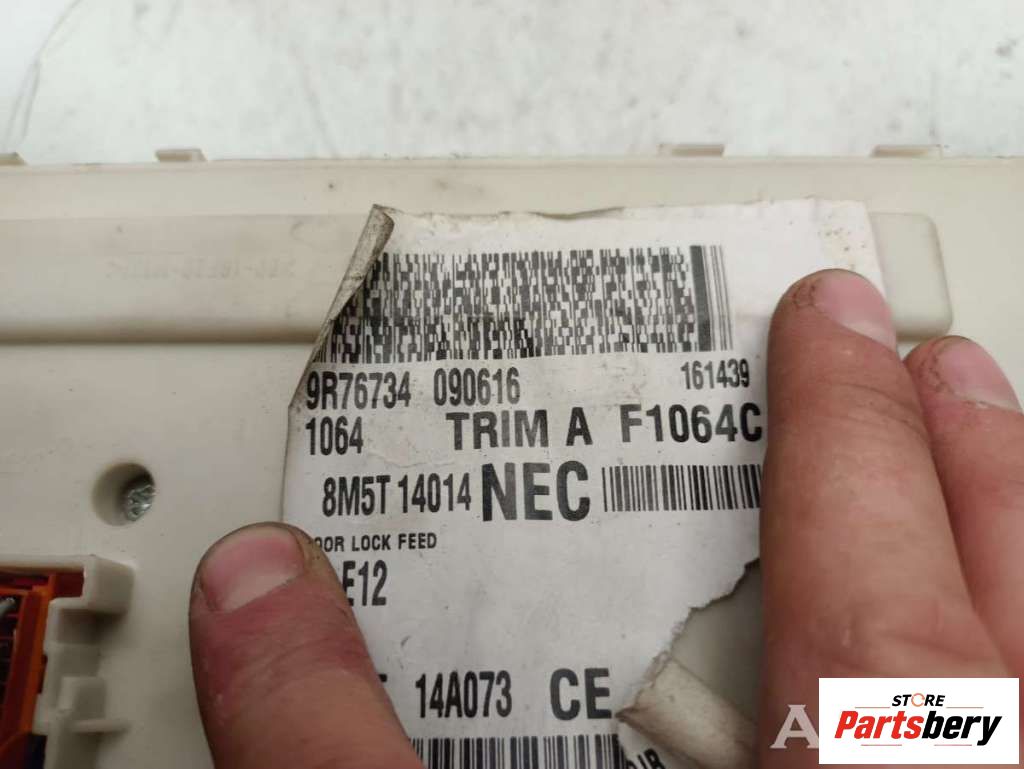 9R76734 090616 161439
1064 TRIM A F1064C
8M5T 14014 NEC
OOR LOCK FEED
E12
14A073 CE
A
STORE
Partsbery